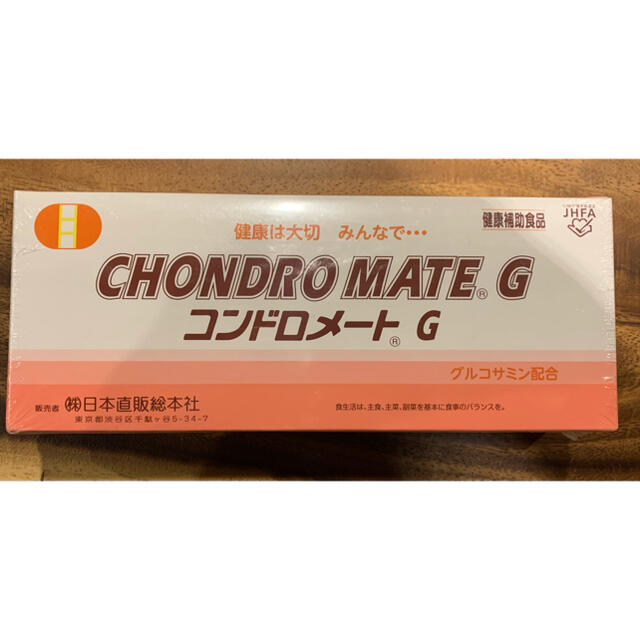 健康は大切 みんなで…
健康補助食品
JHFA
CHONDRO MATE® G
コンドロメート® G
グルコサミン配合
販売者 ㈱日本直販総本社
東京都渋谷区千駄ヶ谷5-34-7
食生活は、主食、主菜、副菜を基本に食事のバランスを。